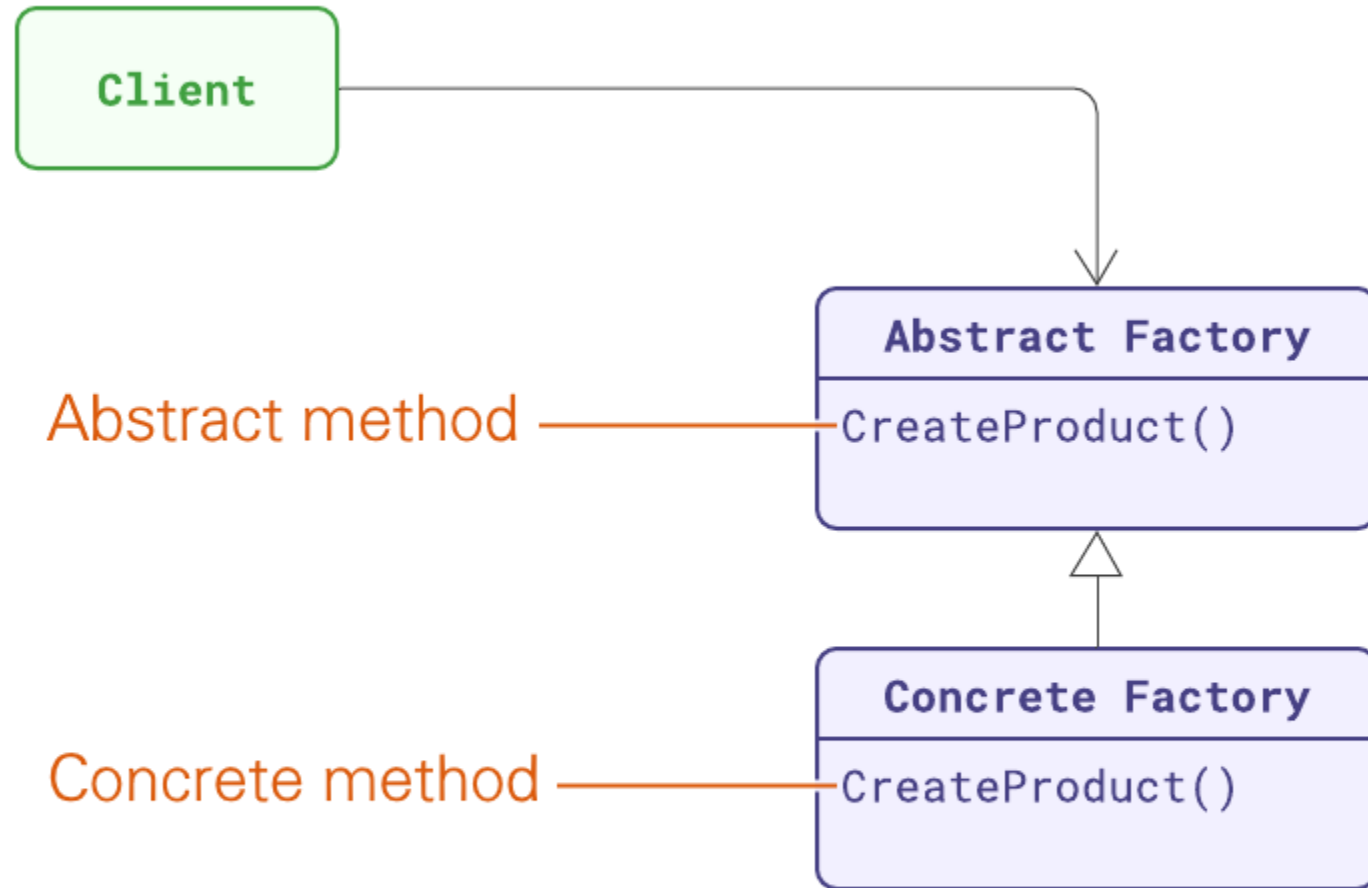 Client
Abstract Factory
Abstract method
CreateProduct()
Concrete Factory
Concrete method
CreateProduct()